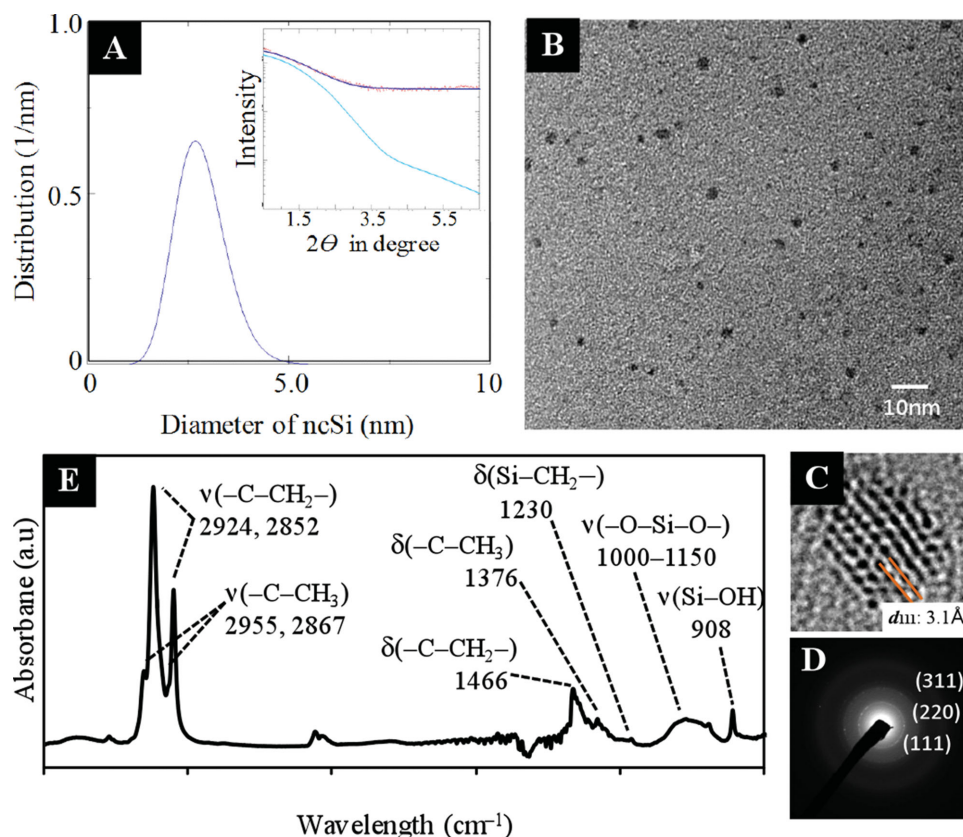 A
1.0
0.5
0
Distribution (1/nm)
0
5.0
10
Diameter of ncSi (nm)
Intensity
1.5
3.5
5.5
2Θ in degree
B
10nm
E
Absorbane (a.u)
ν(–C–CH2–)
2924, 2852
ν(–C–CH3)
2955, 2867
δ(–C–CH2–)
1466
δ(–C–CH3)
1376
δ(Si–CH2–)
1230
ν(–O–Si–O–)
1000–1150
ν(Si–OH)
908
Wavelength (cm–1)
C
d111: 3.1Å
D
(311)
(220)
(111)